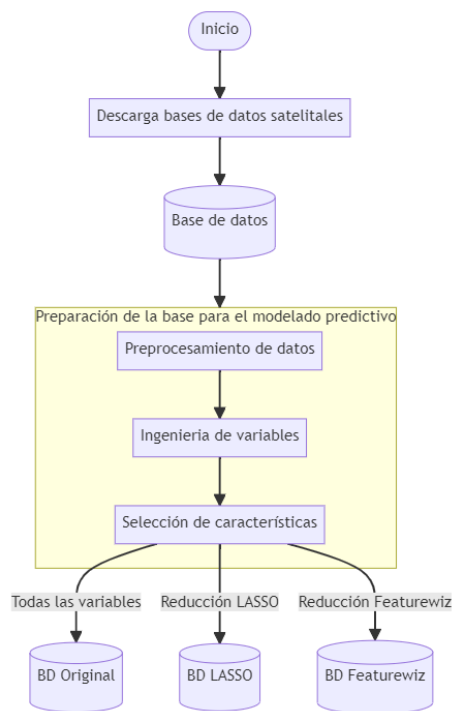 Inicio
Descarga bases de datos satelitales
Base de datos
Preparación de la base para el modelado predictivo
Preprocesamiento de datos
Ingenieria de variables
Selección de características
Todas las variables
Reducción LASSO
Reducción Featurewiz
BD Original
BD LASSO
BD Featurewiz